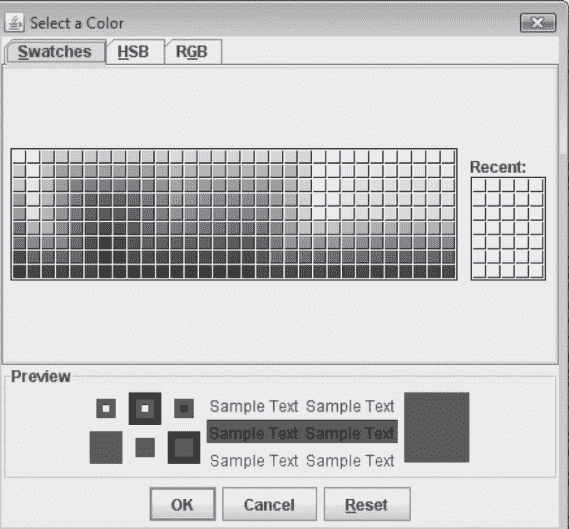 Select a Color
Swatches HSB RGB
Recent:
Preview
Sample Text Sample Text
Sample Text Sample Text
Sample Text Sample Text
OK Cancel Reset